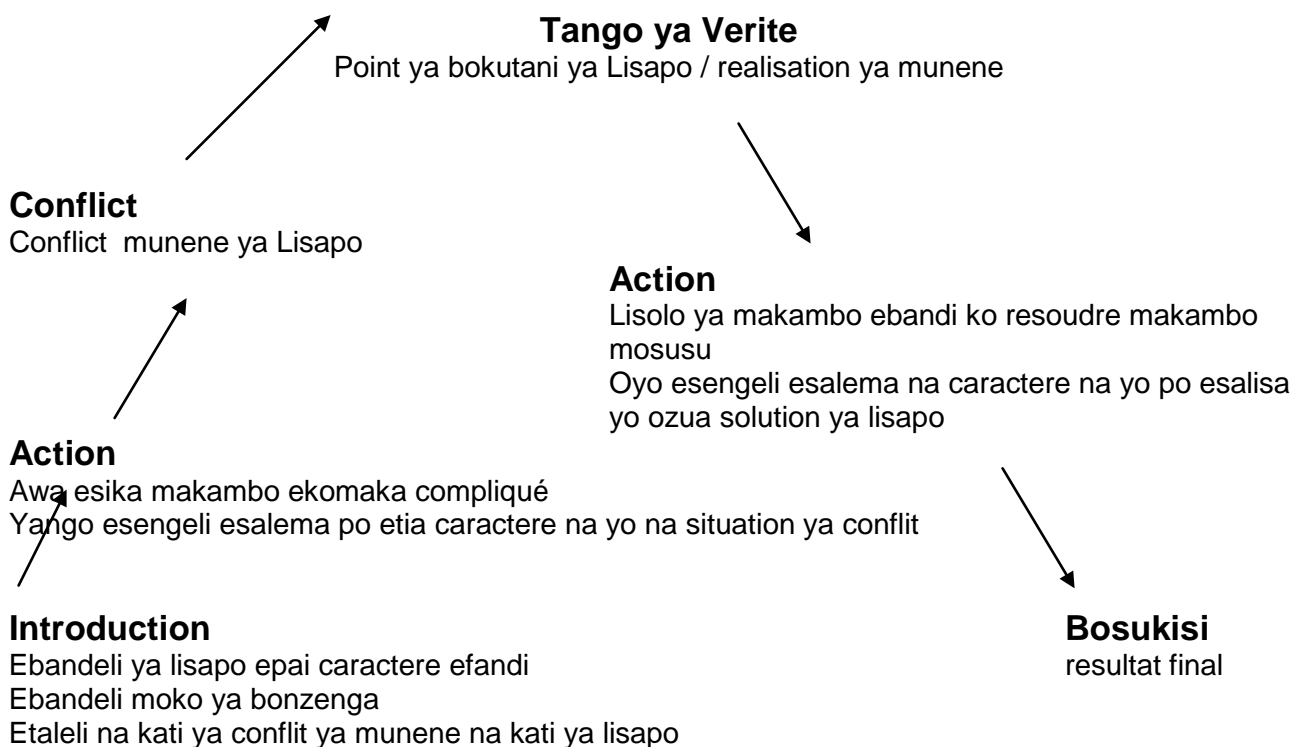 Tango ya Verite
Point ya bokutani ya Lisapo / realisation ya munene
Conflict
Conflict munene ya Lisapo
Action
Lisolo ya makambo ebandi ko resoudre makambo
mosusu
Oyo esengeli esalema na caractere na yo po esalisa
yo ozua solution ya lisapo
Action
Awa esika makambo ekomaka compliqué
Yango esengeli esalema po etia caractere na yo na situation ya conflit
Introduction
Ebandeli ya lisapo epai caractere efandi
Ebandeli moko ya bonzenga
Etaleli na kati ya conflit ya munene na kati ya lisapo
Bosukisi
resultat final